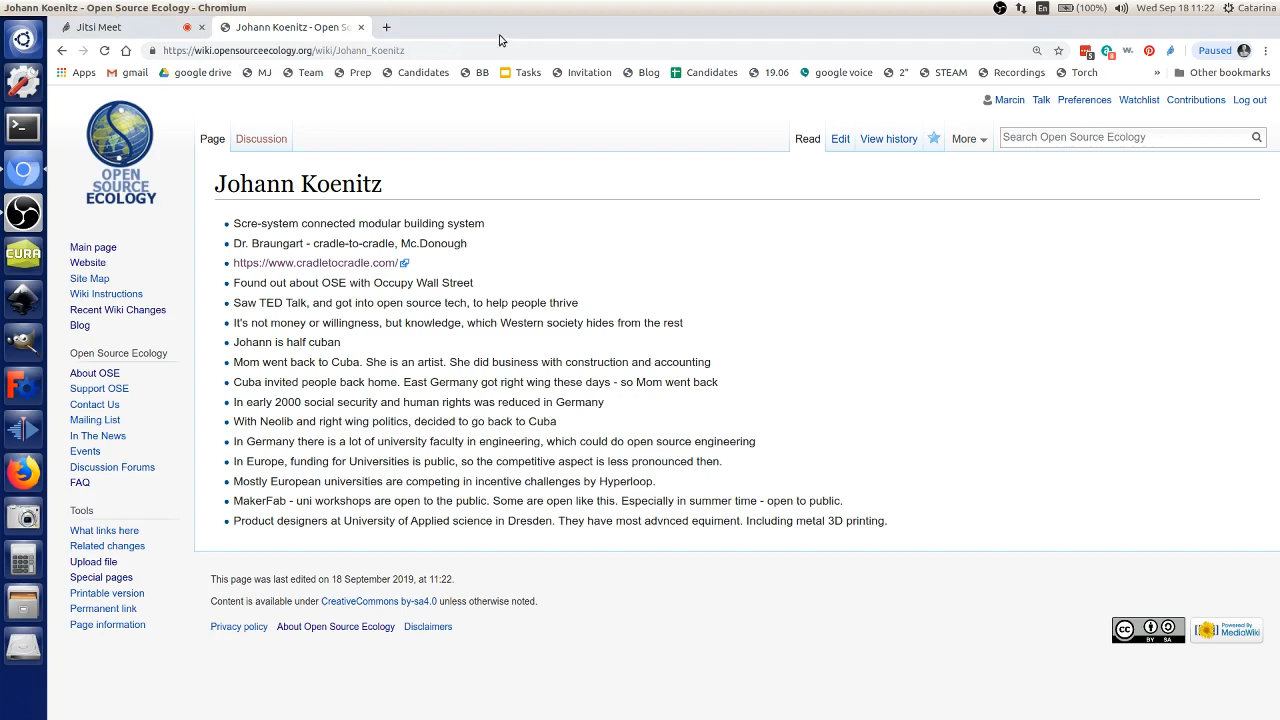 Johann Koenitz - Open Source Ecology - Chromium
En (100%) Wed Sep 18 11:22 Catarina
Jitsi Meet
Johann Koenitz - Open So
https://wiki.opensourceecology.org/wiki/Johann_Koenitz
Paused
Apps gmail google drive MJ Team Prep Candidates BB Tasks Invitation Blog Candidates 19.06 google voice 2" STEAM Recordings Torch » Other bookmarks
Marcin Talk Preferences Watchlist Contributions Log out
Page Discussion Read Edit View history More Search Open Source Ecology
OPEN
SOURCE
ECOLOGY
Main page
Website
Site Map
Wiki Instructions
Recent Wiki Changes
Blog
Open Source Ecology
About OSE
Support OSE
Contact Us
Mailing List
In The News
Events
Discussion Forums
FAQ
Tools
What links here
Related changes
Upload file
Special pages
Printable version
Permanent link
Page information
Johann Koenitz
Scre-system connected modular building system
Dr. Braungart - cradle-to-cradle, Mc.Donough
https://www.cradletocradle.com/
Found out about OSE with Occupy Wall Street
Saw TED Talk, and got into open source tech, to help people thrive
It's not money or willingness, but knowledge, which Western society hides from the rest
Johann is half cuban
Mom went back to Cuba. She is an artist. She did business with construction and accounting
Cuba invited people back home. East Germany got right wing these days - so Mom went back
In early 2000 social security and human rights was reduced in Germany
With Neolib and right wing politics, decided to go back to Cuba
In Germany there is a lot of university faculty in engineering, which could do open source engineering
In Europe, funding for Universities is public, so the competitive aspect is less pronounced then.
Mostly European universities are competing in incentive challenges by Hyperloop.
MakerFab - uni workshops are open to the public. Some are open like this. Especially in summer time - open to public.
Product designers at University of Applied science in Dresden. They have most advnced equiment. Including metal 3D printing.
This page was last edited on 18 September 2019, at 11:22.
Content is available under CreativeCommons by-sa4.0 unless otherwise noted.
Privacy policy About Open Source Ecology Disclaimers
cc BY SA
Powered By
MediaWiki
CURA